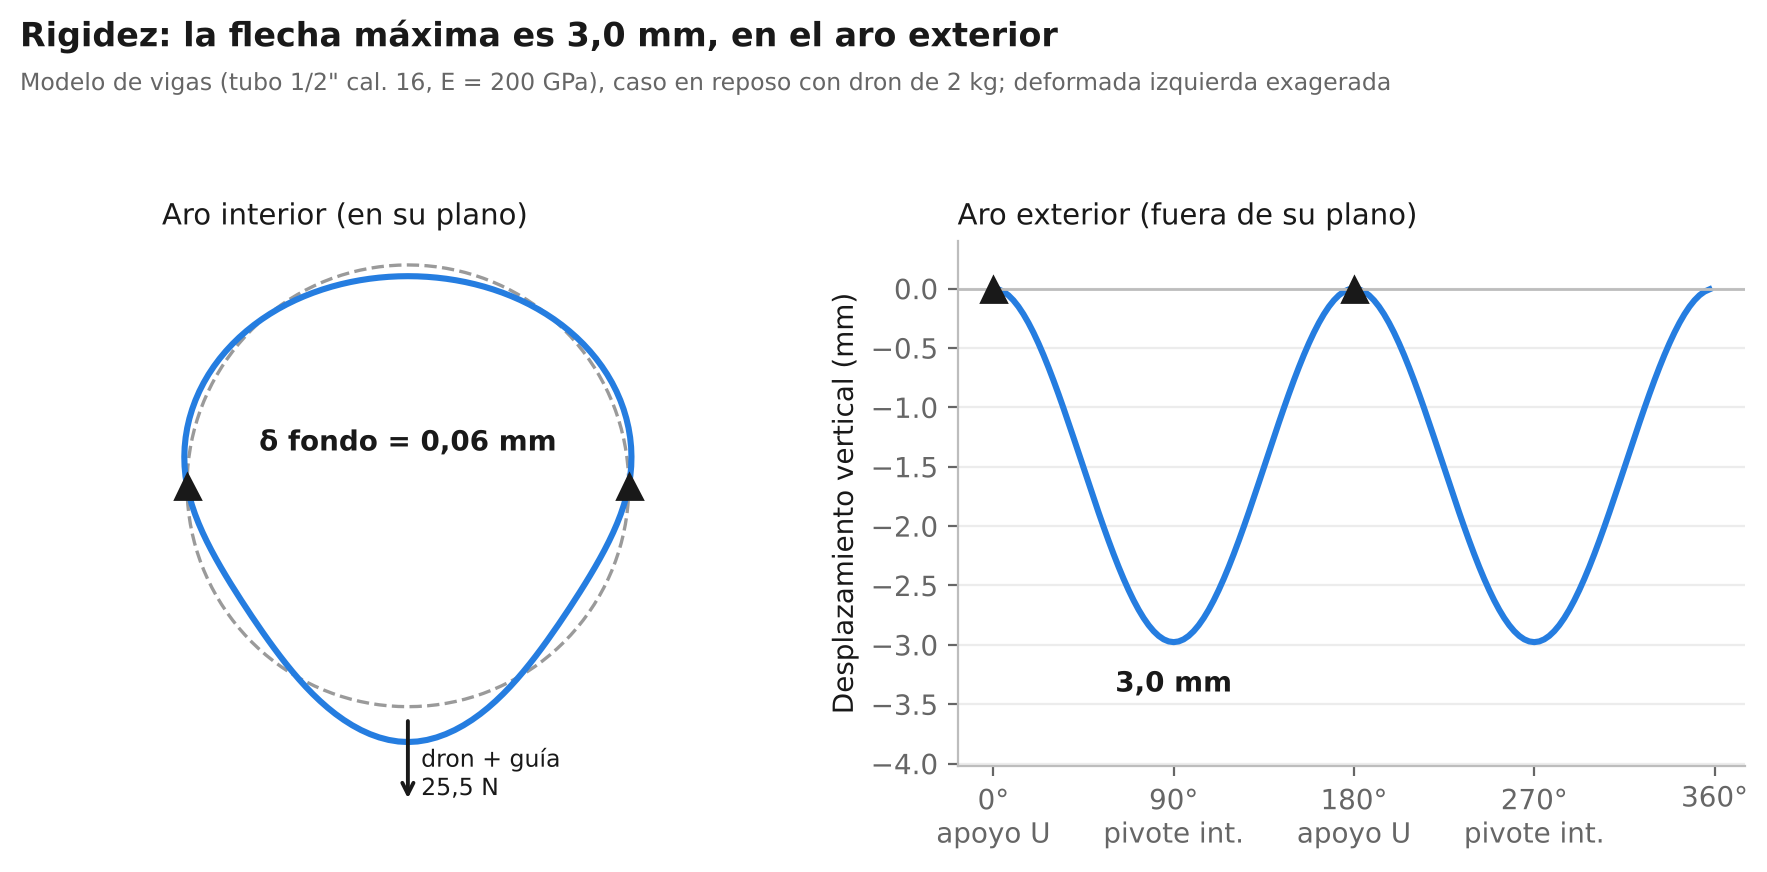 Rigidez: la flecha máxima es 3,0 mm, en el aro exterior
Modelo de vigas (tubo 1/2" cal. 16, E = 200 GPa), caso en reposo con dron de 2 kg; deformada izquierda exagerada
Aro interior (en su plano)
δ fondo = 0,06 mm
dron + guía
25,5 N
Aro exterior (fuera de su plano)
Desplazamiento vertical (mm)
0.0
−0.5
−1.0
−1.5
−2.0
−2.5
−3.0
−3.5
−4.0
3,0 mm
0° 90° 180° 270° 360°
apoyo U pivote int. apoyo U pivote int.